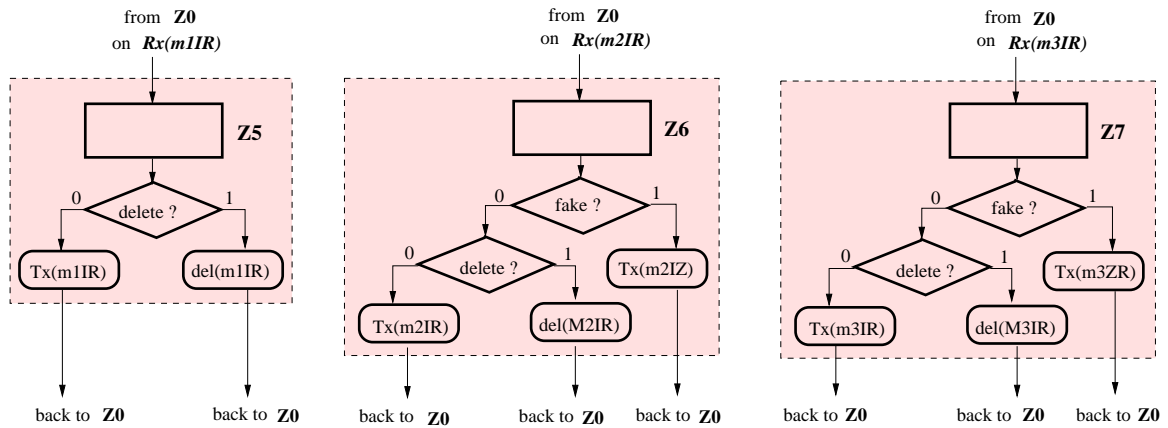 from Z0
on Rx(m1IR)
Z5
0
1
delete ?
Tx(m1IR)
del(m1IR)
back to Z0
back to Z0
from Z0
on Rx(m2IR)
Z6
0
1
fake ?
0
1
delete ?
Tx(m2IZ)
Tx(m2IR)
del(M2IR)
back to Z0
back to Z0
back to Z0
from Z0
on Rx(m3IR)
Z7
0
1
fake ?
0
1
delete ?
Tx(m3ZR)
Tx(m3IR)
del(M3IR)
back to Z0
back to Z0
back to Z0